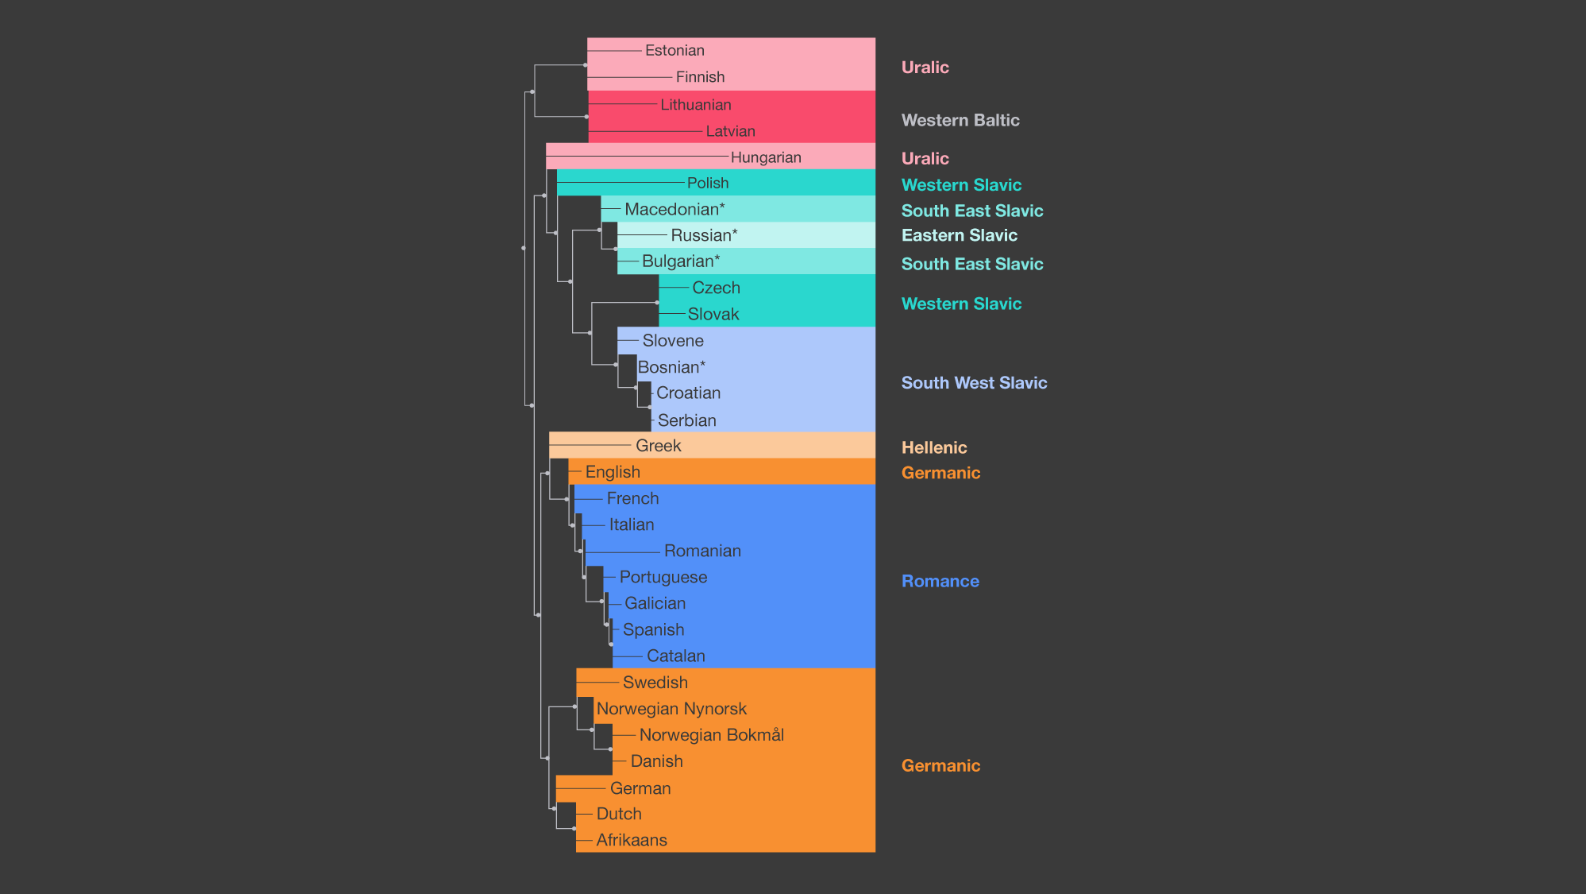 Estonian
Finnish
Uralic
Lithuanian
Western Baltic
Latvian
Hungarian
Uralic
Polish
Western Slavic
Macedonian*
South East Slavic
Russian*
Eastern Slavic
Bulgarian*
South East Slavic
Czech
Western Slavic
Slovak
Slovene
Bosnian*
South West Slavic
Croatian
Serbian
Greek
Hellenic
English
Germanic
French
Italian
Romanian
Portuguese
Romance
Galician
Spanish
Catalan
Swedish
Norwegian Nynorsk
Norwegian Bokmål
Danish
Germanic
German
Dutch
Afrikaans